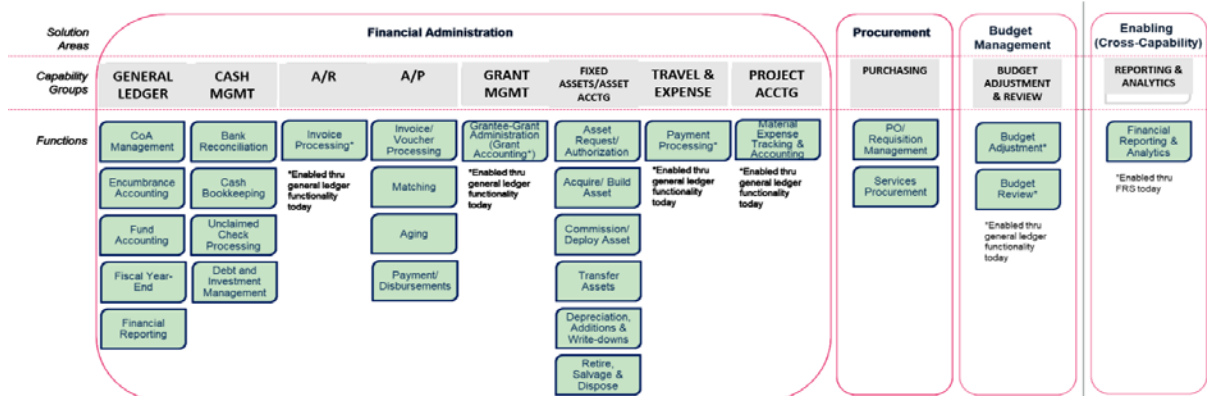 Solution
Areas
Financial Administration
Procurement
Budget
Management
Enabling
(Cross-Capability)
Capability
Groups
GENERAL
LEDGER
CASH
MGMT
A/R
A/P
GRANT
MGMT
FIXED
ASSETS/ASSET
ACCTG
TRAVEL &
EXPENSE
PROJECT
ACCTG
PURCHASING
BUDGET
ADJUSTMENT
& REVIEW
REPORTING &
ANALYTICS
Functions
CoA
Management
Encumbrance
Accounting
Fund
Accounting
Fiscal Year-
End
Financial
Reporting
Bank
Reconciliation
Cash
Bookkeeping
Unclaimed
Check
Processing
Debt and
Investment
Management
Invoice
Processing*
*Enabled thru
general ledger
functionality
today
Invoice/
Voucher
Processing
Matching
Aging
Payment/
Disbursements
Grantee-Grant
Administration
(Grant
Accounting*)
*Enabled thru
general ledger
functionality
today
Asset
Request/
Authorization
Acquire/ Build
Asset
Commission/
Deploy Asset
Transfer
Assets
Depreciation,
Additions &
Write-downs
Retire,
Salvage &
Dispose
Payment
Processing*
*Enabled thru
general ledger
functionality
today
Material
Expense
Tracking &
Accounting
*Enabled thru
general ledger
functionality
today
PO/
Requisition
Management
Services
Procurement
Budget
Adjustment*
Budget
Review*
*Enabled thru
general ledger
functionality
today
Financial
Reporting &
Analytics
*Enabled thru
FRS today